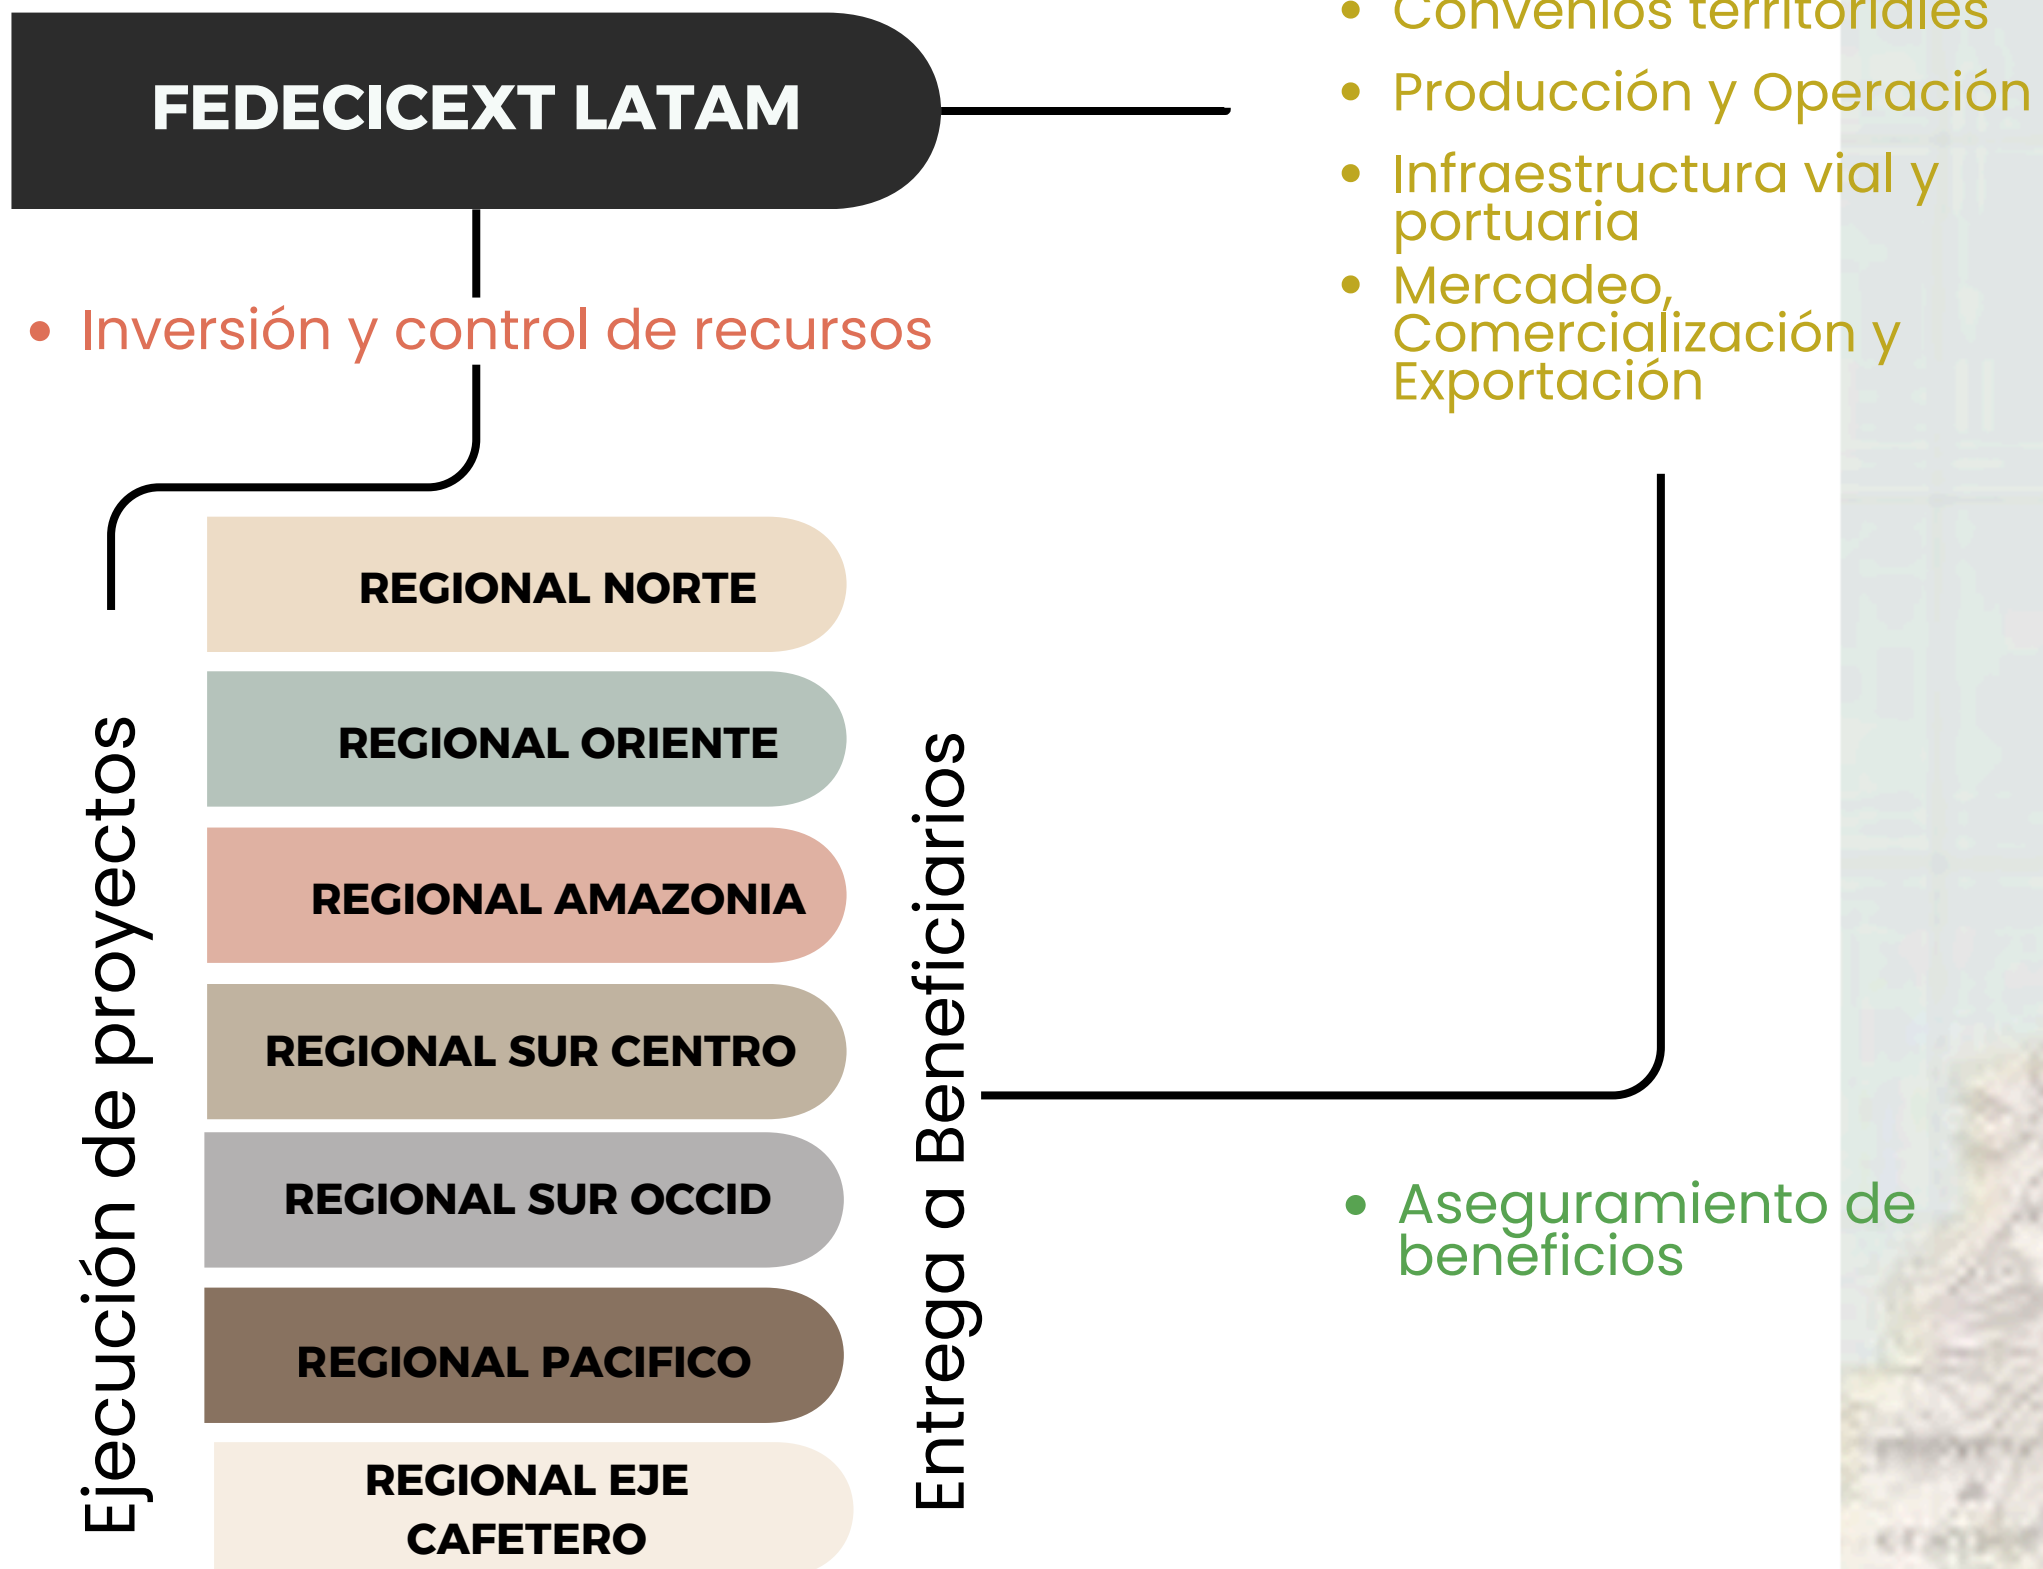 FEDECICEXT LATAM
Convenios territoriales
Producción y Operación
Infraestructura vial y
portuaria
Mercadeo,
Comercialización y
Exportación
Inversión y control de recursos
Ejecución de proyectos
REGIONAL NORTE
REGIONAL ORIENTE
REGIONAL AMAZONIA
REGIONAL SUR CENTRO
REGIONAL SUR OCCID
REGIONAL PACIFICO
REGIONAL EJE
CAFETERO
Entrega a Beneficiarios
Aseguramiento de
beneficios